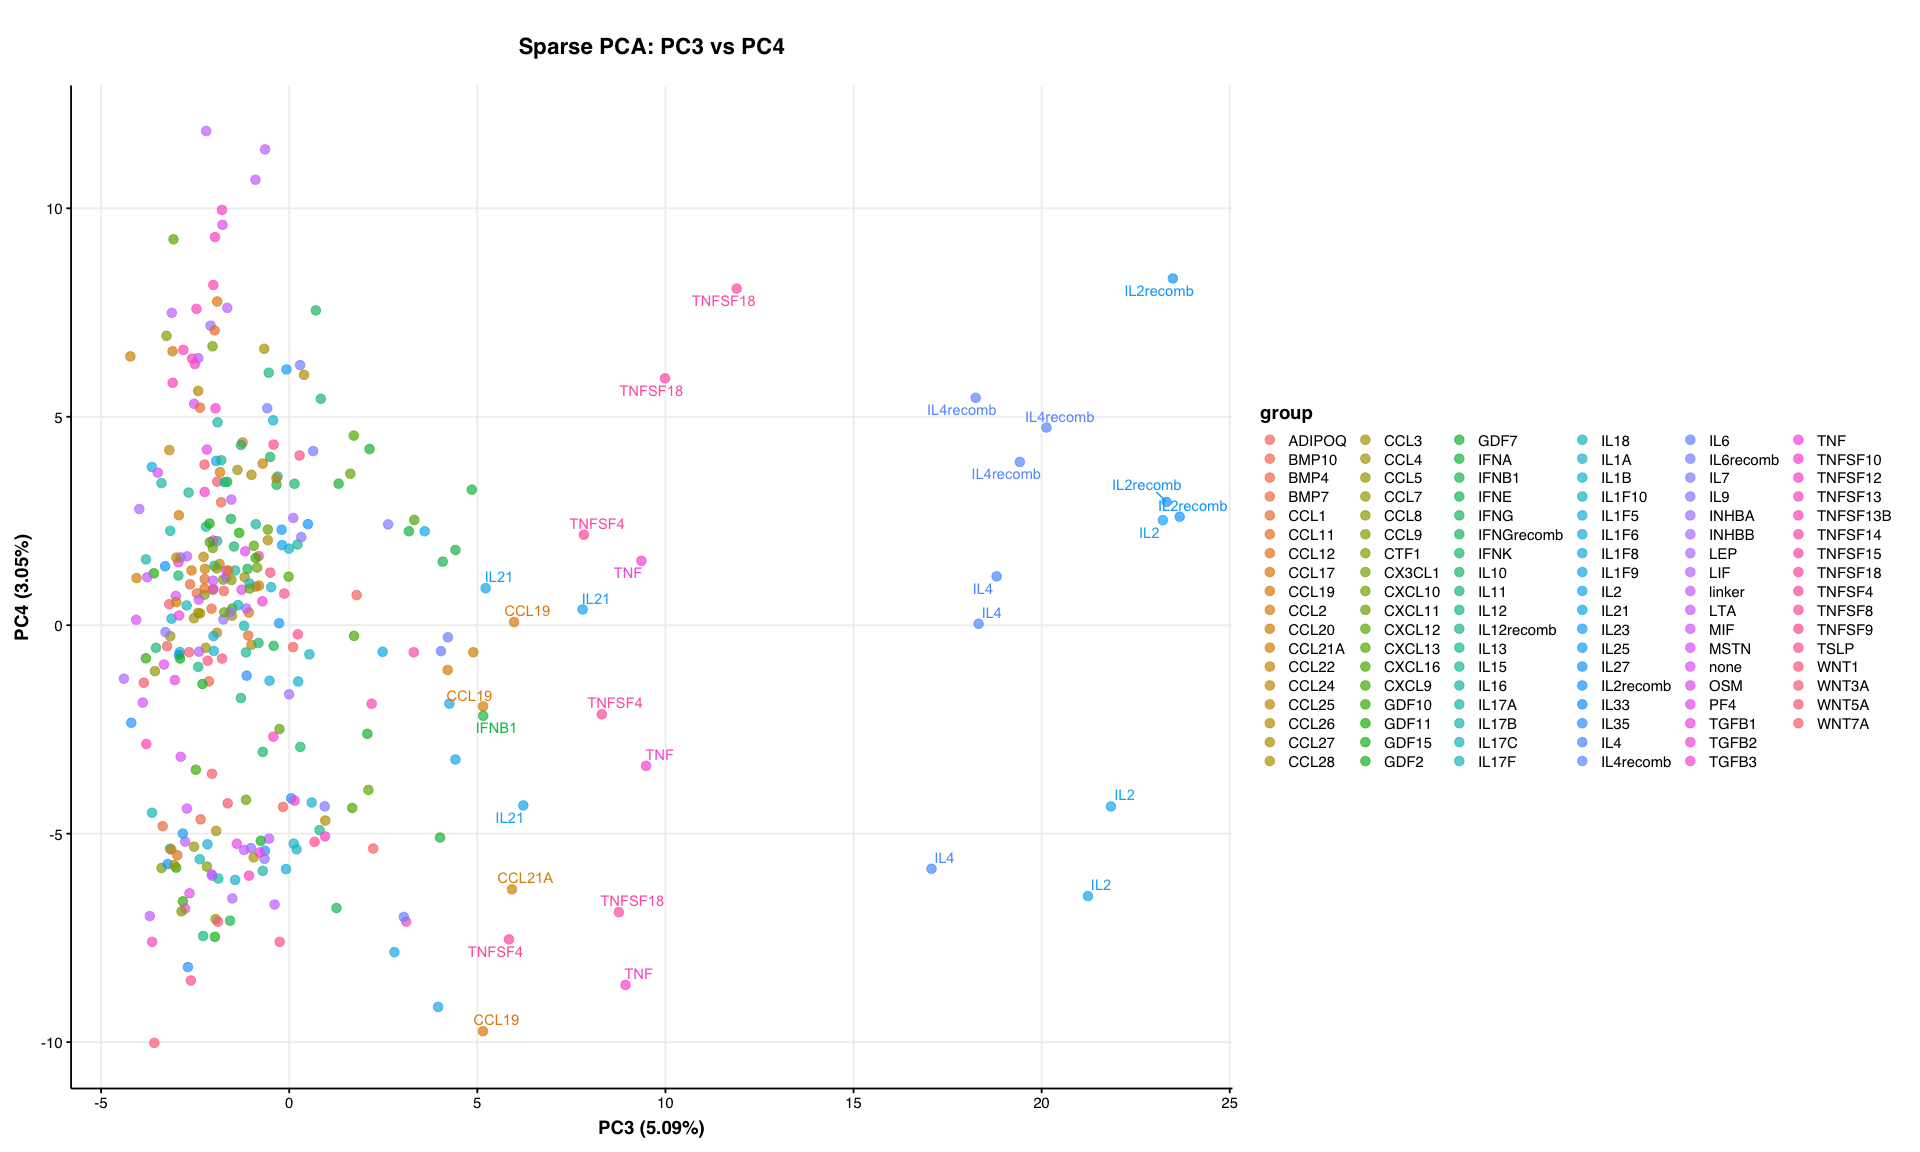 Sparse PCA: PC3 vs PC4
PC4 (3.05%)
10
5
0
-5
-10
-5
0
5
10
15
20
25
PC3 (5.09%)
IL2recomb
TNFSF18
TNFSF18
IL4recomb
IL4recomb
IL4recomb
IL2recomb
IL2recomb
IL2
TNFSF4
TNF
IL21
IL21
CCL19
IL4
IL4
CCL19
IFNB1
TNFSF4
TNF
IL21
IL2
IL4
IL2
CCL21A
TNFSF18
TNFSF4
TNF
CCL19
group
ADIPOQ
BMP10
BMP4
BMP7
CCL1
CCL11
CCL12
CCL17
CCL19
CCL2
CCL20
CCL21A
CCL22
CCL24
CCL25
CCL26
CCL27
CCL28
CCL3
CCL4
CCL5
CCL7
CCL8
CCL9
CTF1
CX3CL1
CXCL10
CXCL11
CXCL12
CXCL13
CXCL16
CXCL9
GDF10
GDF11
GDF15
GDF2
GDF7
IFNA
IFNB1
IFNE
IFNG
IFNGrecomb
IFNK
IL10
IL11
IL12
IL12recomb
IL13
IL15
IL16
IL17A
IL17B
IL17C
IL17F
IL18
IL1A
IL1B
IL1F10
IL1F5
IL1F6
IL1F8
IL1F9
IL2
IL21
IL23
IL25
IL27
IL2recomb
IL33
IL35
IL4
IL4recomb
IL6
IL6recomb
IL7
IL9
INHBA
INHBB
LEP
LIF
linker
LTA
MIF
MSTN
none
OSM
PF4
TGFB1
TGFB2
TGFB3
TNF
TNFSF10
TNFSF12
TNFSF13
TNFSF13B
TNFSF14
TNFSF15
TNFSF18
TNFSF4
TNFSF8
TNFSF9
TSLP
WNT1
WNT3A
WNT5A
WNT7A